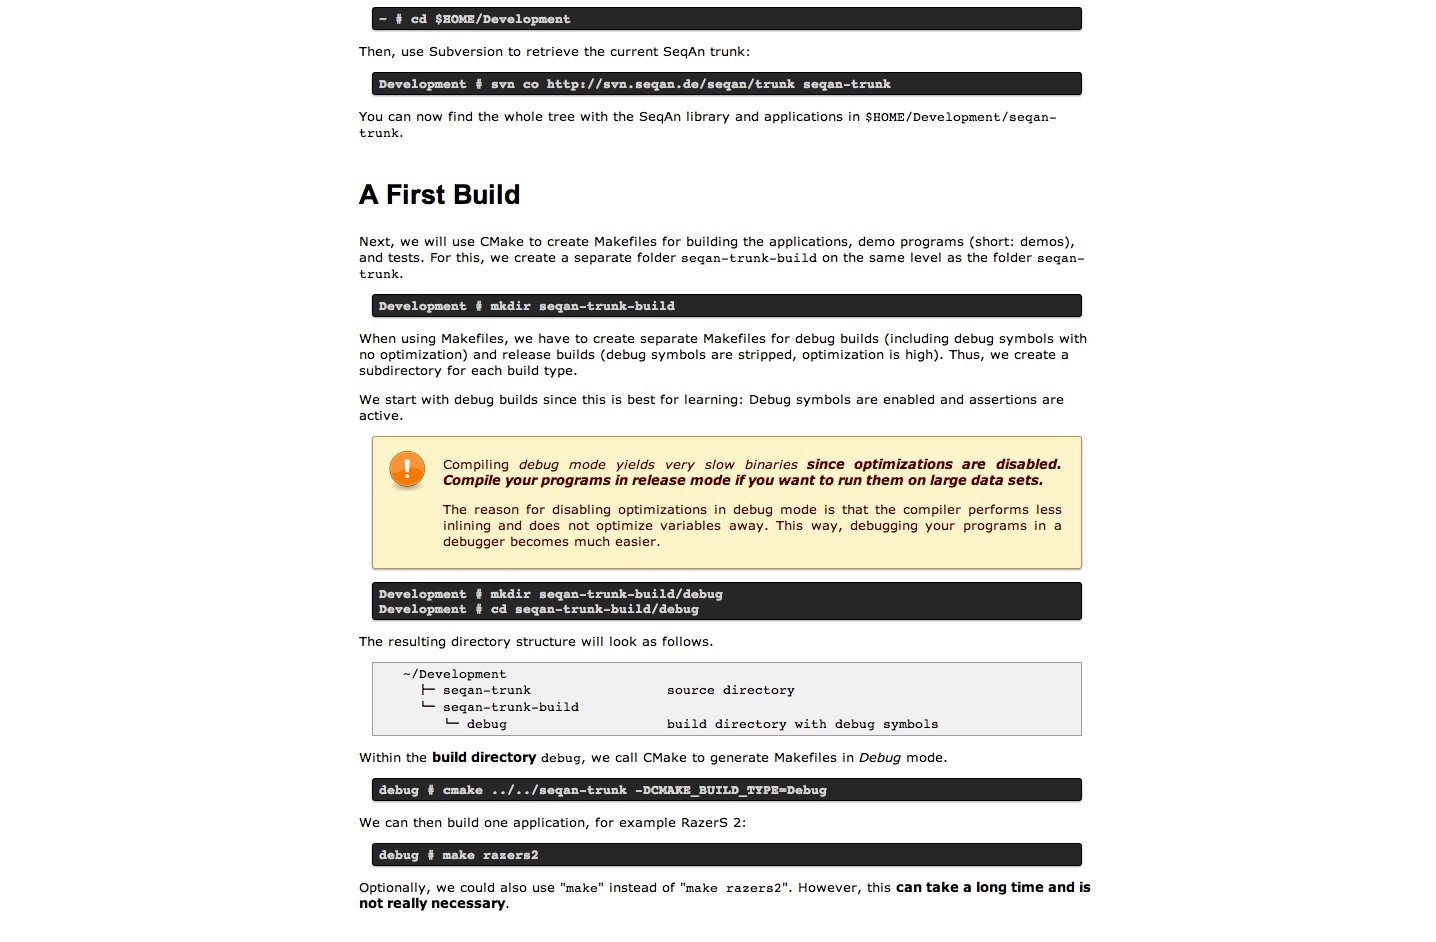 ~ # cd $HOME/Development
Then, use Subversion to retrieve the current SeqAn trunk:
Development # svn co http://svn.seqan.de/seqan/trunk seqan-trunk
You can now find the whole tree with the SeqAn library and applications in $HOME/Development/seqan-
trunk.
A First Build
Next, we will use CMake to create Makefiles for building the applications, demo programs (short: demos),
and tests. For this, we create a separate folder seqan-trunk-build on the same level as the folder seqan-
trunk.
Development # mkdir seqan-trunk-build
When using Makefiles, we have to create separate Makefiles for debug builds (including debug symbols with
no optimization) and release builds (debug symbols are stripped, optimization is high). Thus, we create a
subdirectory for each build type.
We start with debug builds since this is best for learning: Debug symbols are enabled and assertions are
active.
Compiling debug mode yields very slow binaries since optimizations are disabled.
Compile your programs in release mode if you want to run them on large data sets.
The reason for disabling optimizations in debug mode is that the compiler performs less
inlining and does not optimize variables away. This way, debugging your programs in a
debugger becomes much easier.
Development # mkdir seqan-trunk-build/debug
Development # cd seqan-trunk-build/debug
The resulting directory structure will look as follows.
~/Development
├─ seqan-trunk source directory
└─ seqan-trunk-build
└─ debug build directory with debug symbols
Within the build directory debug, we call CMake to generate Makefiles in Debug mode.
debug # cmake ../../seqan-trunk -DCMAKE_BUILD_TYPE=Debug
We can then build one application, for example RazerS 2:
debug # make razers2
Optionally, we could also use "make" instead of "make razers2". However, this can take a long time and is
not really necessary.